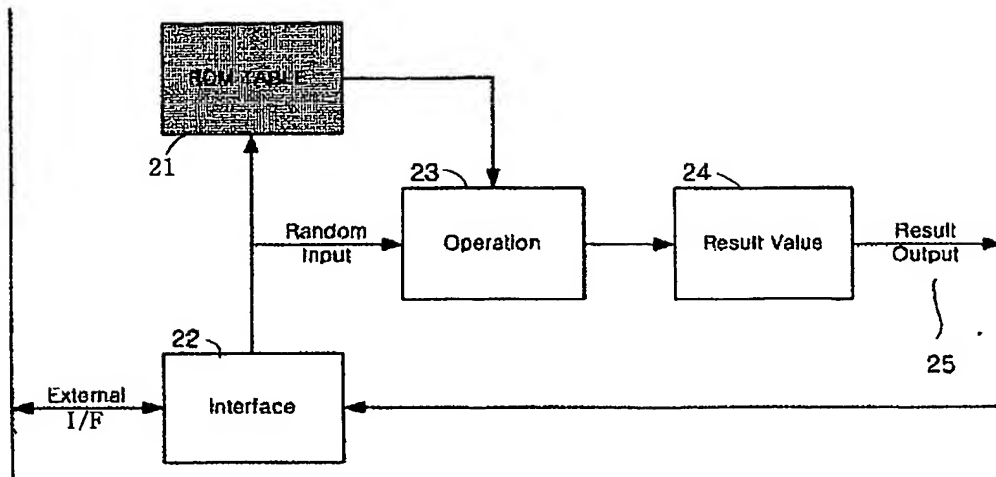 ROM TABLE
21
23
24
Random
Input
Operation
Result Value
Result
Output
22
25
External
I/F
Interface